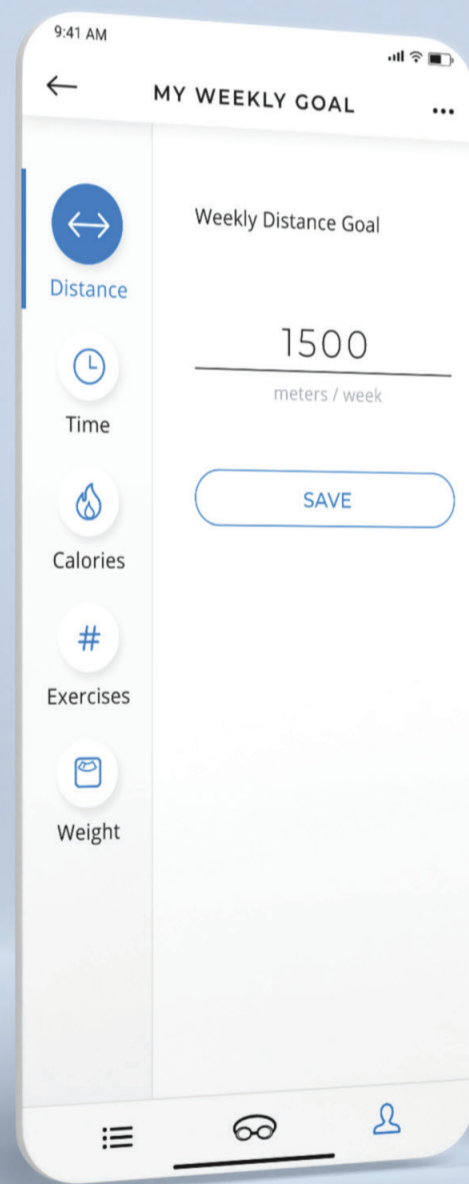 9:41 AM
MY WEEKLY GOAL
Distance
Weekly Distance Goal
1500
meters / week
Time
SAVE
Calories
#
Exercises
Weight